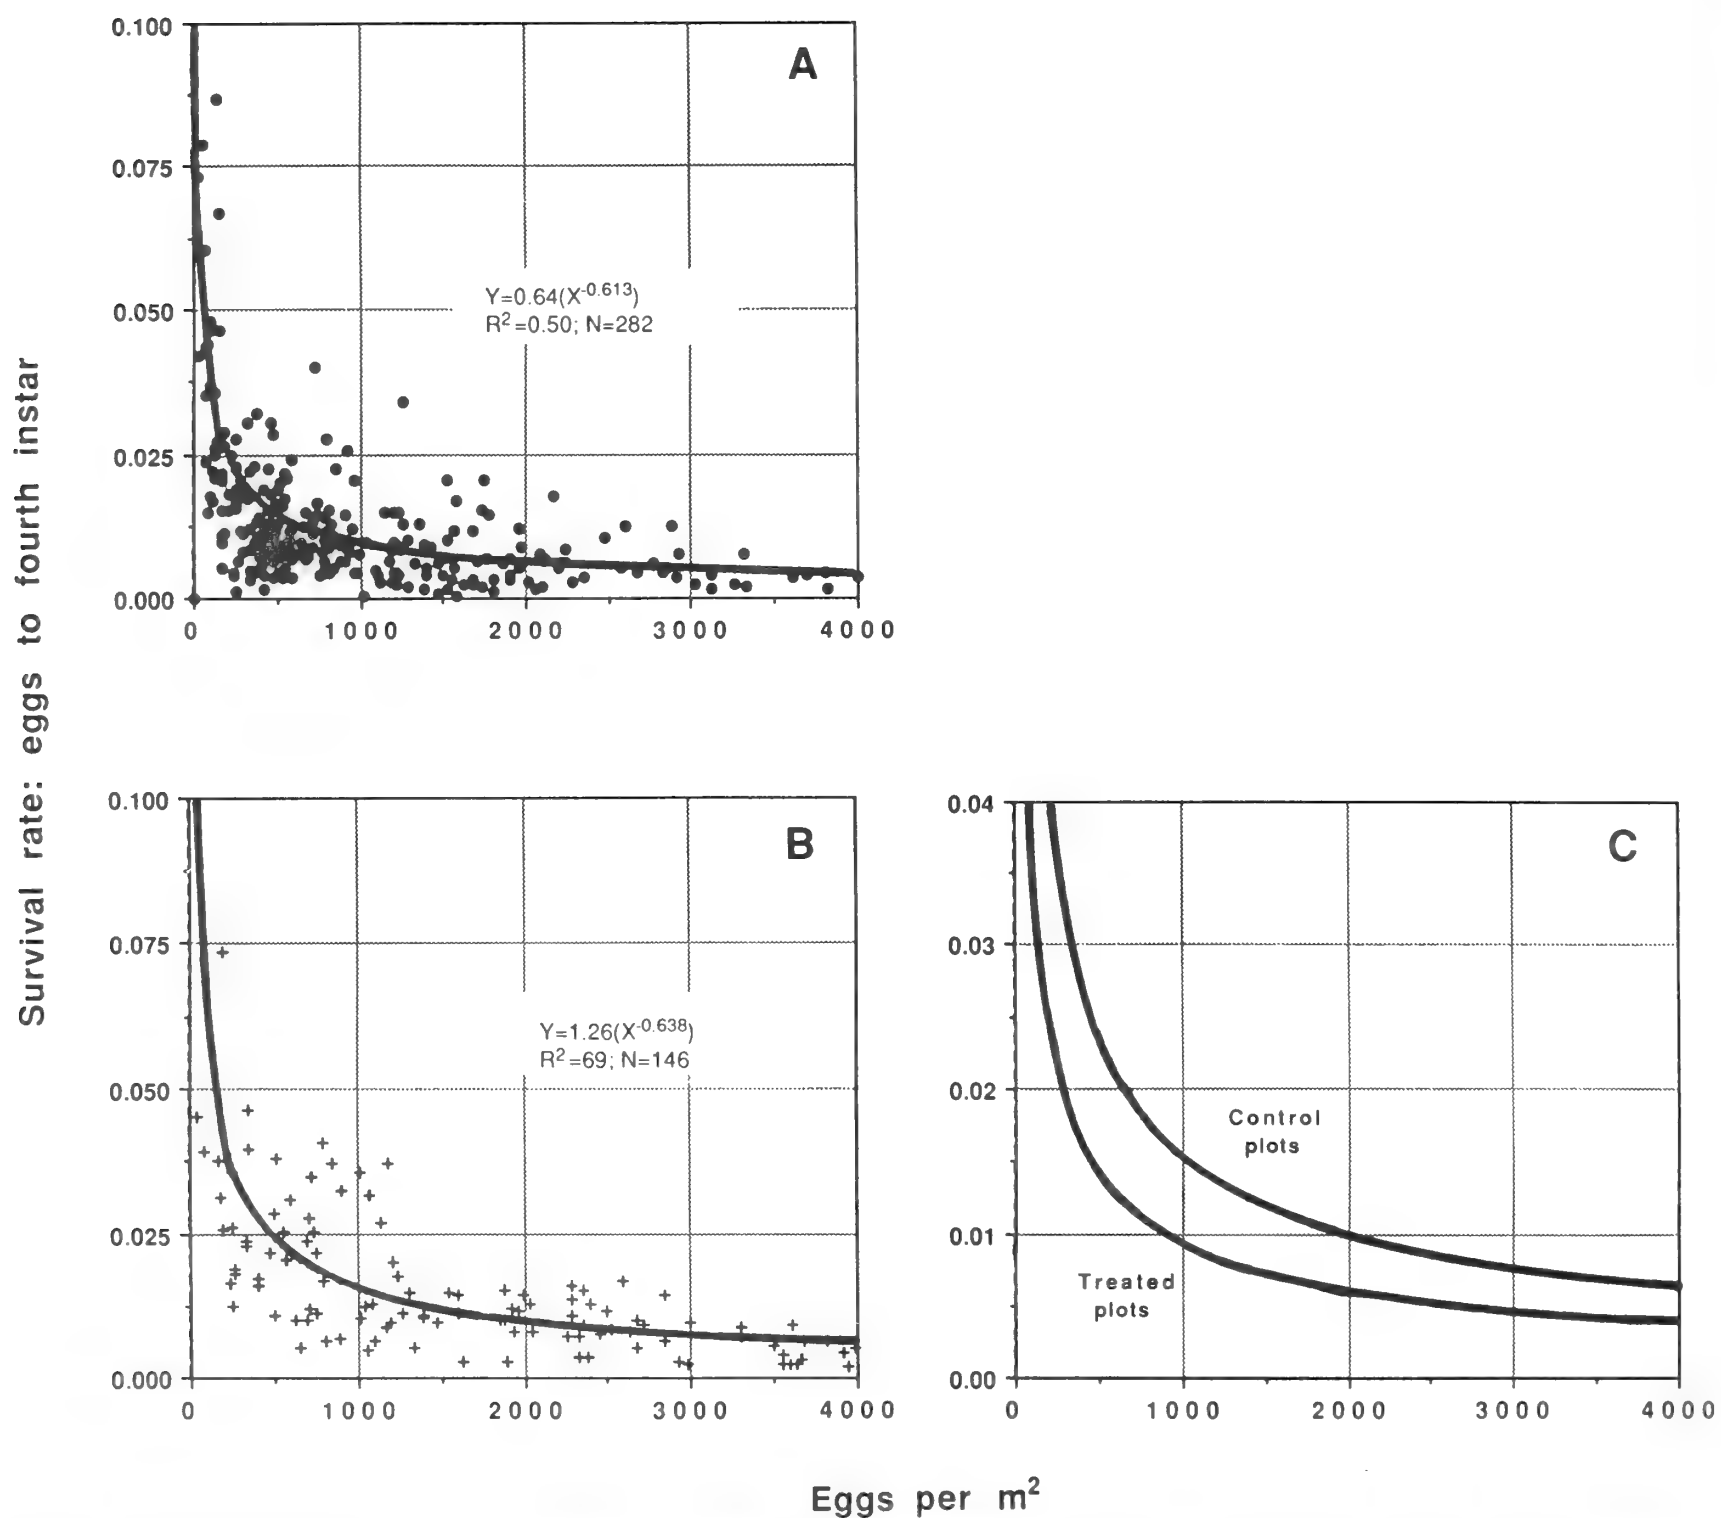 Survival rate: eggs to fourth instar
A
0.100
0.075
0.050
0.025
0.000
Y=0.64(X^-0.613)
R²=0.50; N=282
0 1000 2000 3000 4000
B
0.100
0.075
0.050
0.025
0.000
Y=1.26(X^-0.638)
R²=69; N=146
0 1000 2000 3000 4000
C
0.04
0.03
0.02
0.01
0.00
Control
plots
Treated
plots
0 1000 2000 3000 4000
Eggs per m²